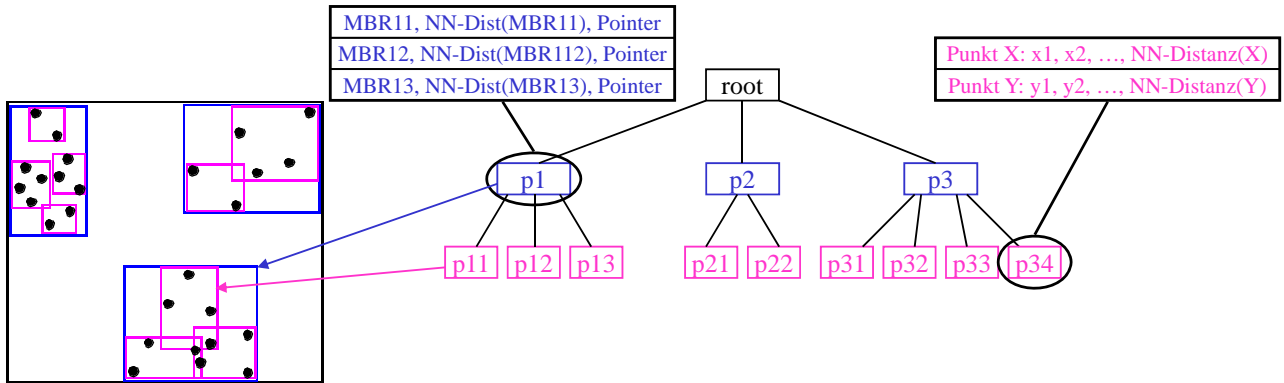 MBR11, NN-Dist(MBR11), Pointer
MBR12, NN-Dist(MBR112), Pointer
MBR13, NN-Dist(MBR13), Pointer
Punkt X: x1, x2, …, NN-Distanz(X)
Punkt Y: y1, y2, …, NN-Distanz(Y)
root
p1 p2 p3
p11 p12 p13 p21 p22 p31 p32 p33 p34